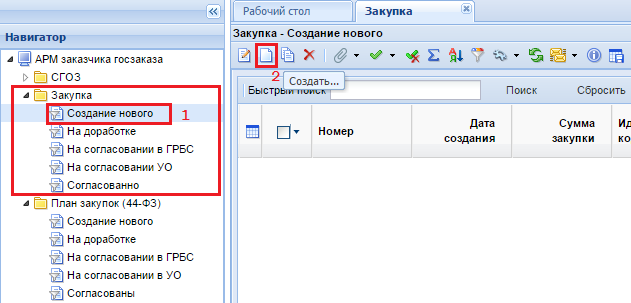 Рабочий стол
Закупка
Навигатор
Закупка - Создание нового
АРМ заказчика госзаказа
СГОЗ
Закупка
Создание нового
1
На доработке
На согласовании в ГРБС
На согласовании УО
Согласованно
План закупок (44-ФЗ)
Создание нового
На доработке
На согласовании в ГРБС
На согласовании в УО
Согласованы
2
Создать...
Быстрый поиск
Поиск
Сбросить
Номер
Дата
создания
Сумма
закупки